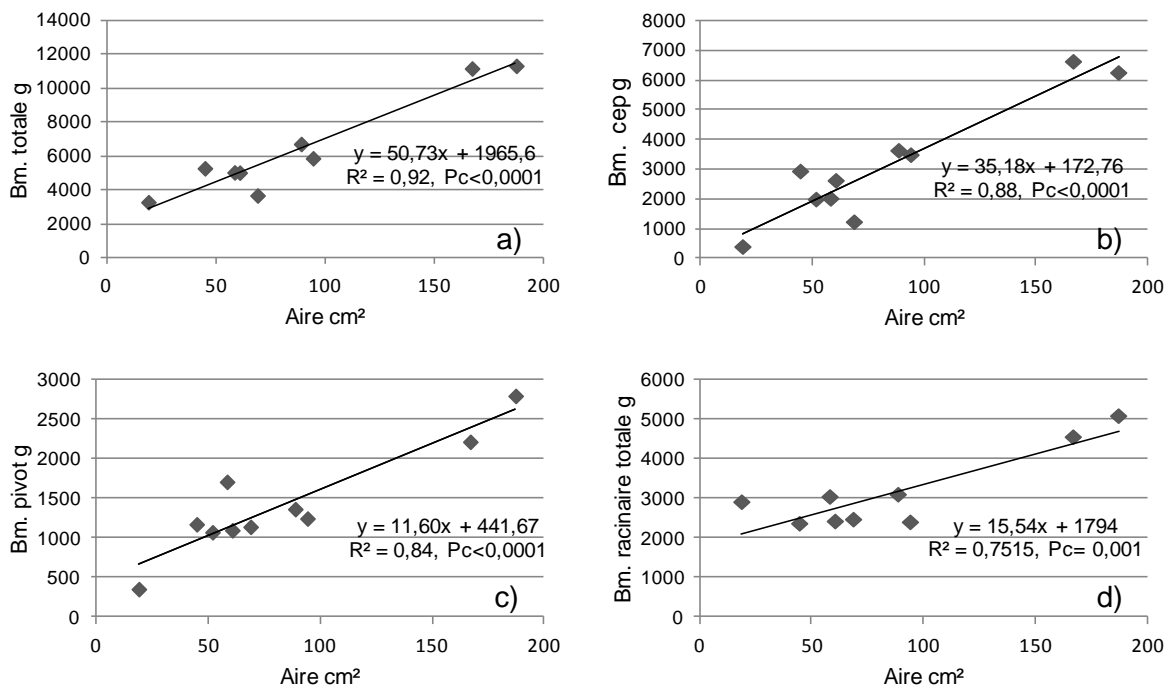 14000
12000
10000
8000
6000
4000
2000
0
Bm. totale g
y = 50,73x + 1965,6
R² = 0,92, Pc<0,0001
a)
0
50
100
150
200
Aire cm²
8000
7000
6000
5000
4000
3000
2000
1000
0
Bm. cep g
y = 35,18x + 172,76
R² = 0,88, Pc<0,0001
b)
0
50
100
150
200
Aire cm²
3000
2500
2000
1500
1000
500
0
Bm. pivot g
y = 11,60x + 441,67
R² = 0,84, Pc<0,0001
c)
0
50
100
150
200
Aire cm²
6000
5000
4000
3000
2000
1000
0
Bm. racinaire totale g
y = 15,54x + 1794
R² = 0,7515, Pc= 0,001
d)
0
50
100
150
200
Aire cm²